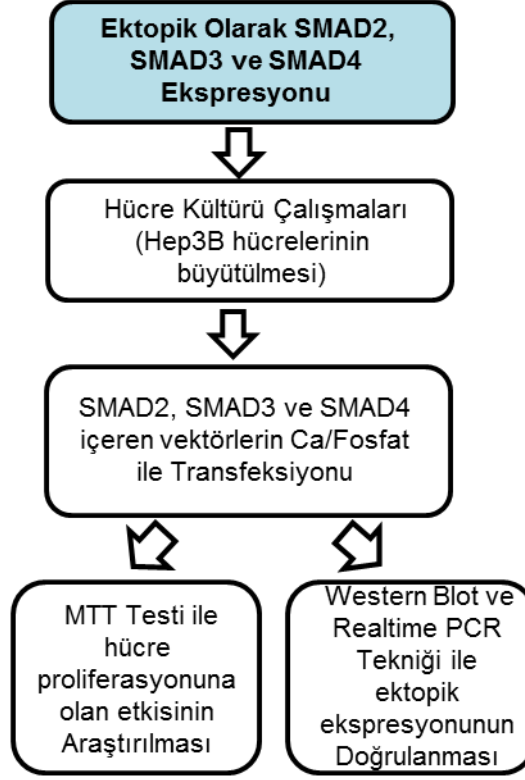 Ektopik Olarak SMAD2,
SMAD3 ve SMAD4
Ekspresyonu
Hücre Kültürü Çalışmaları
(Hep3B hücrelerinin
büyütülmesi)
SMAD2, SMAD3 ve SMAD4
içeren vektörlerin Ca/Fosfat
ile Transfeksiyonu
MTT Testi ile
hücre
proliferasyonuna
olan etkisinin
Araştırılması
Western Blot ve
Realtime PCR
Tekniği ile
ektopik
ekspresyonunun
Doğrulanması